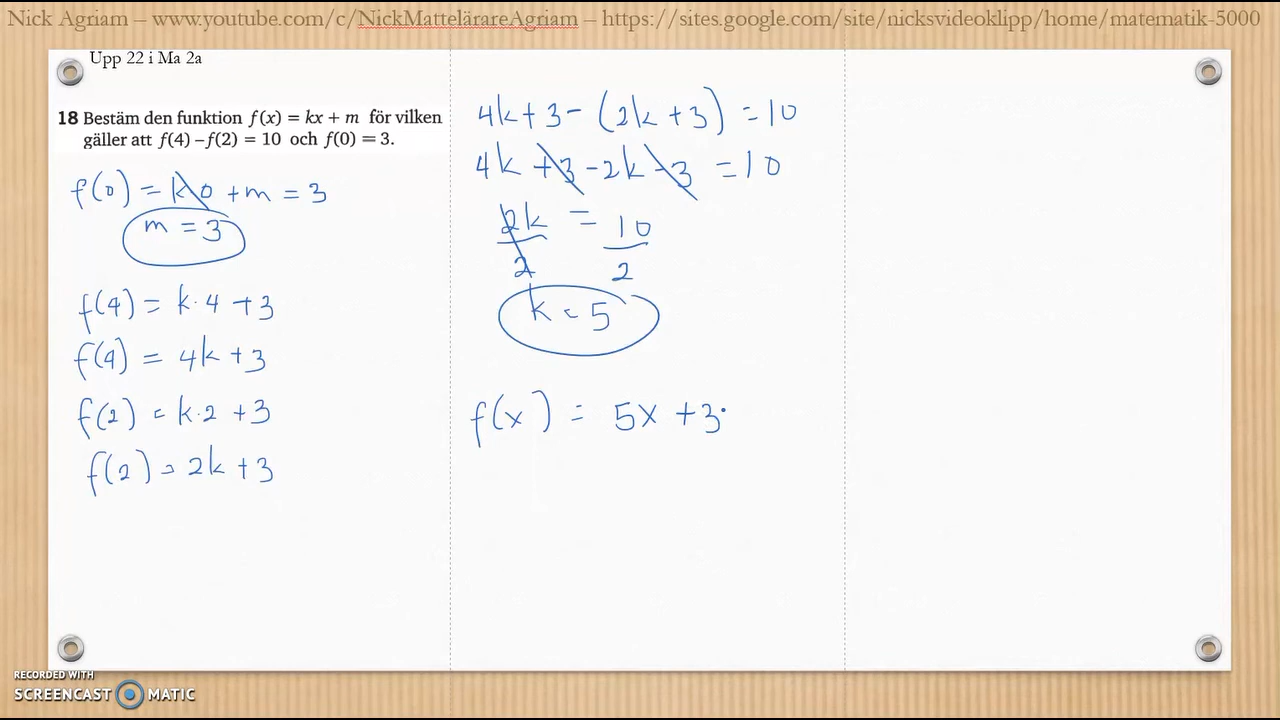 Nick Agriam – www.youtube.com/c/NickMattelärareAgriam – https://sites.google.com/site/nicksvideoklipp/home/matematik-5000
Upp 22 i Ma 2a
18 Bestäm den funktion f(x) = kx + m för vilken
gäller att f(4) – f(2) = 10 och f(0) = 3.
f(0) = k·0 + m = 3
m = 3
f(4) = k·4 + 3
f(4) = 4k + 3
f(2) = k·2 + 3
f(2) = 2k + 3
4k + 3 - (2k + 3) = 10
4k + 3 - 2k - 3 = 10
2k = 10
2 2
k = 5
f(x) = 5x + 3
RECORDED WITH
SCREENCAST MATIC